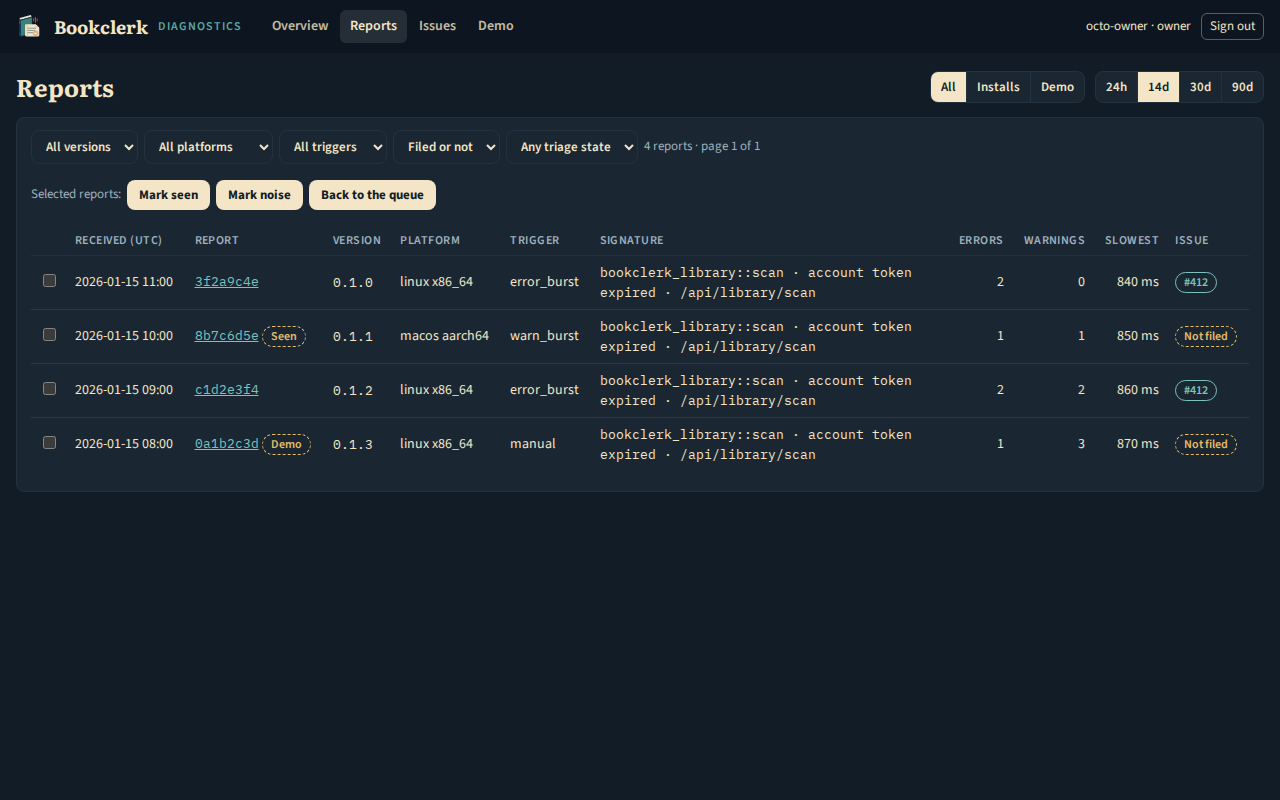 Bookclerk DIAGNOSTICS Overview Reports Issues Demo octo-owner · owner Sign out
Reports All Installs Demo 24h 14d 30d 90d
All versions All platforms All triggers Filed or not Any triage state 4 reports · page 1 of 1
Selected reports: Mark seen Mark noise Back to the queue
RECEIVED (UTC) REPORT VERSION PLATFORM TRIGGER SIGNATURE ERRORS WARNINGS SLOWEST ISSUE
2026-01-15 11:00 3f2a9c4e 0.1.0 linux x86_64 error_burst bookclerk_library::scan · account token 2 0 840 ms #412
expired · /api/library/scan
2026-01-15 10:00 8b7c6d5e Seen 0.1.1 macos aarch64 warn_burst bookclerk_library::scan · account token 1 1 850 ms Not filed
expired · /api/library/scan
2026-01-15 09:00 c1d2e3f4 0.1.2 linux x86_64 error_burst bookclerk_library::scan · account token 2 2 860 ms #412
expired · /api/library/scan
2026-01-15 08:00 0a1b2c3d Demo 0.1.3 linux x86_64 manual bookclerk_library::scan · account token 1 3 870 ms Not filed
expired · /api/library/scan